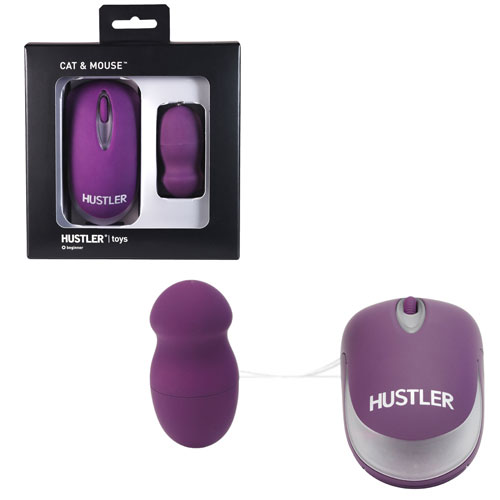 CAT & MOUSE™
HUSTLER
HUSTLER® | toys
beginner
HUSTLER